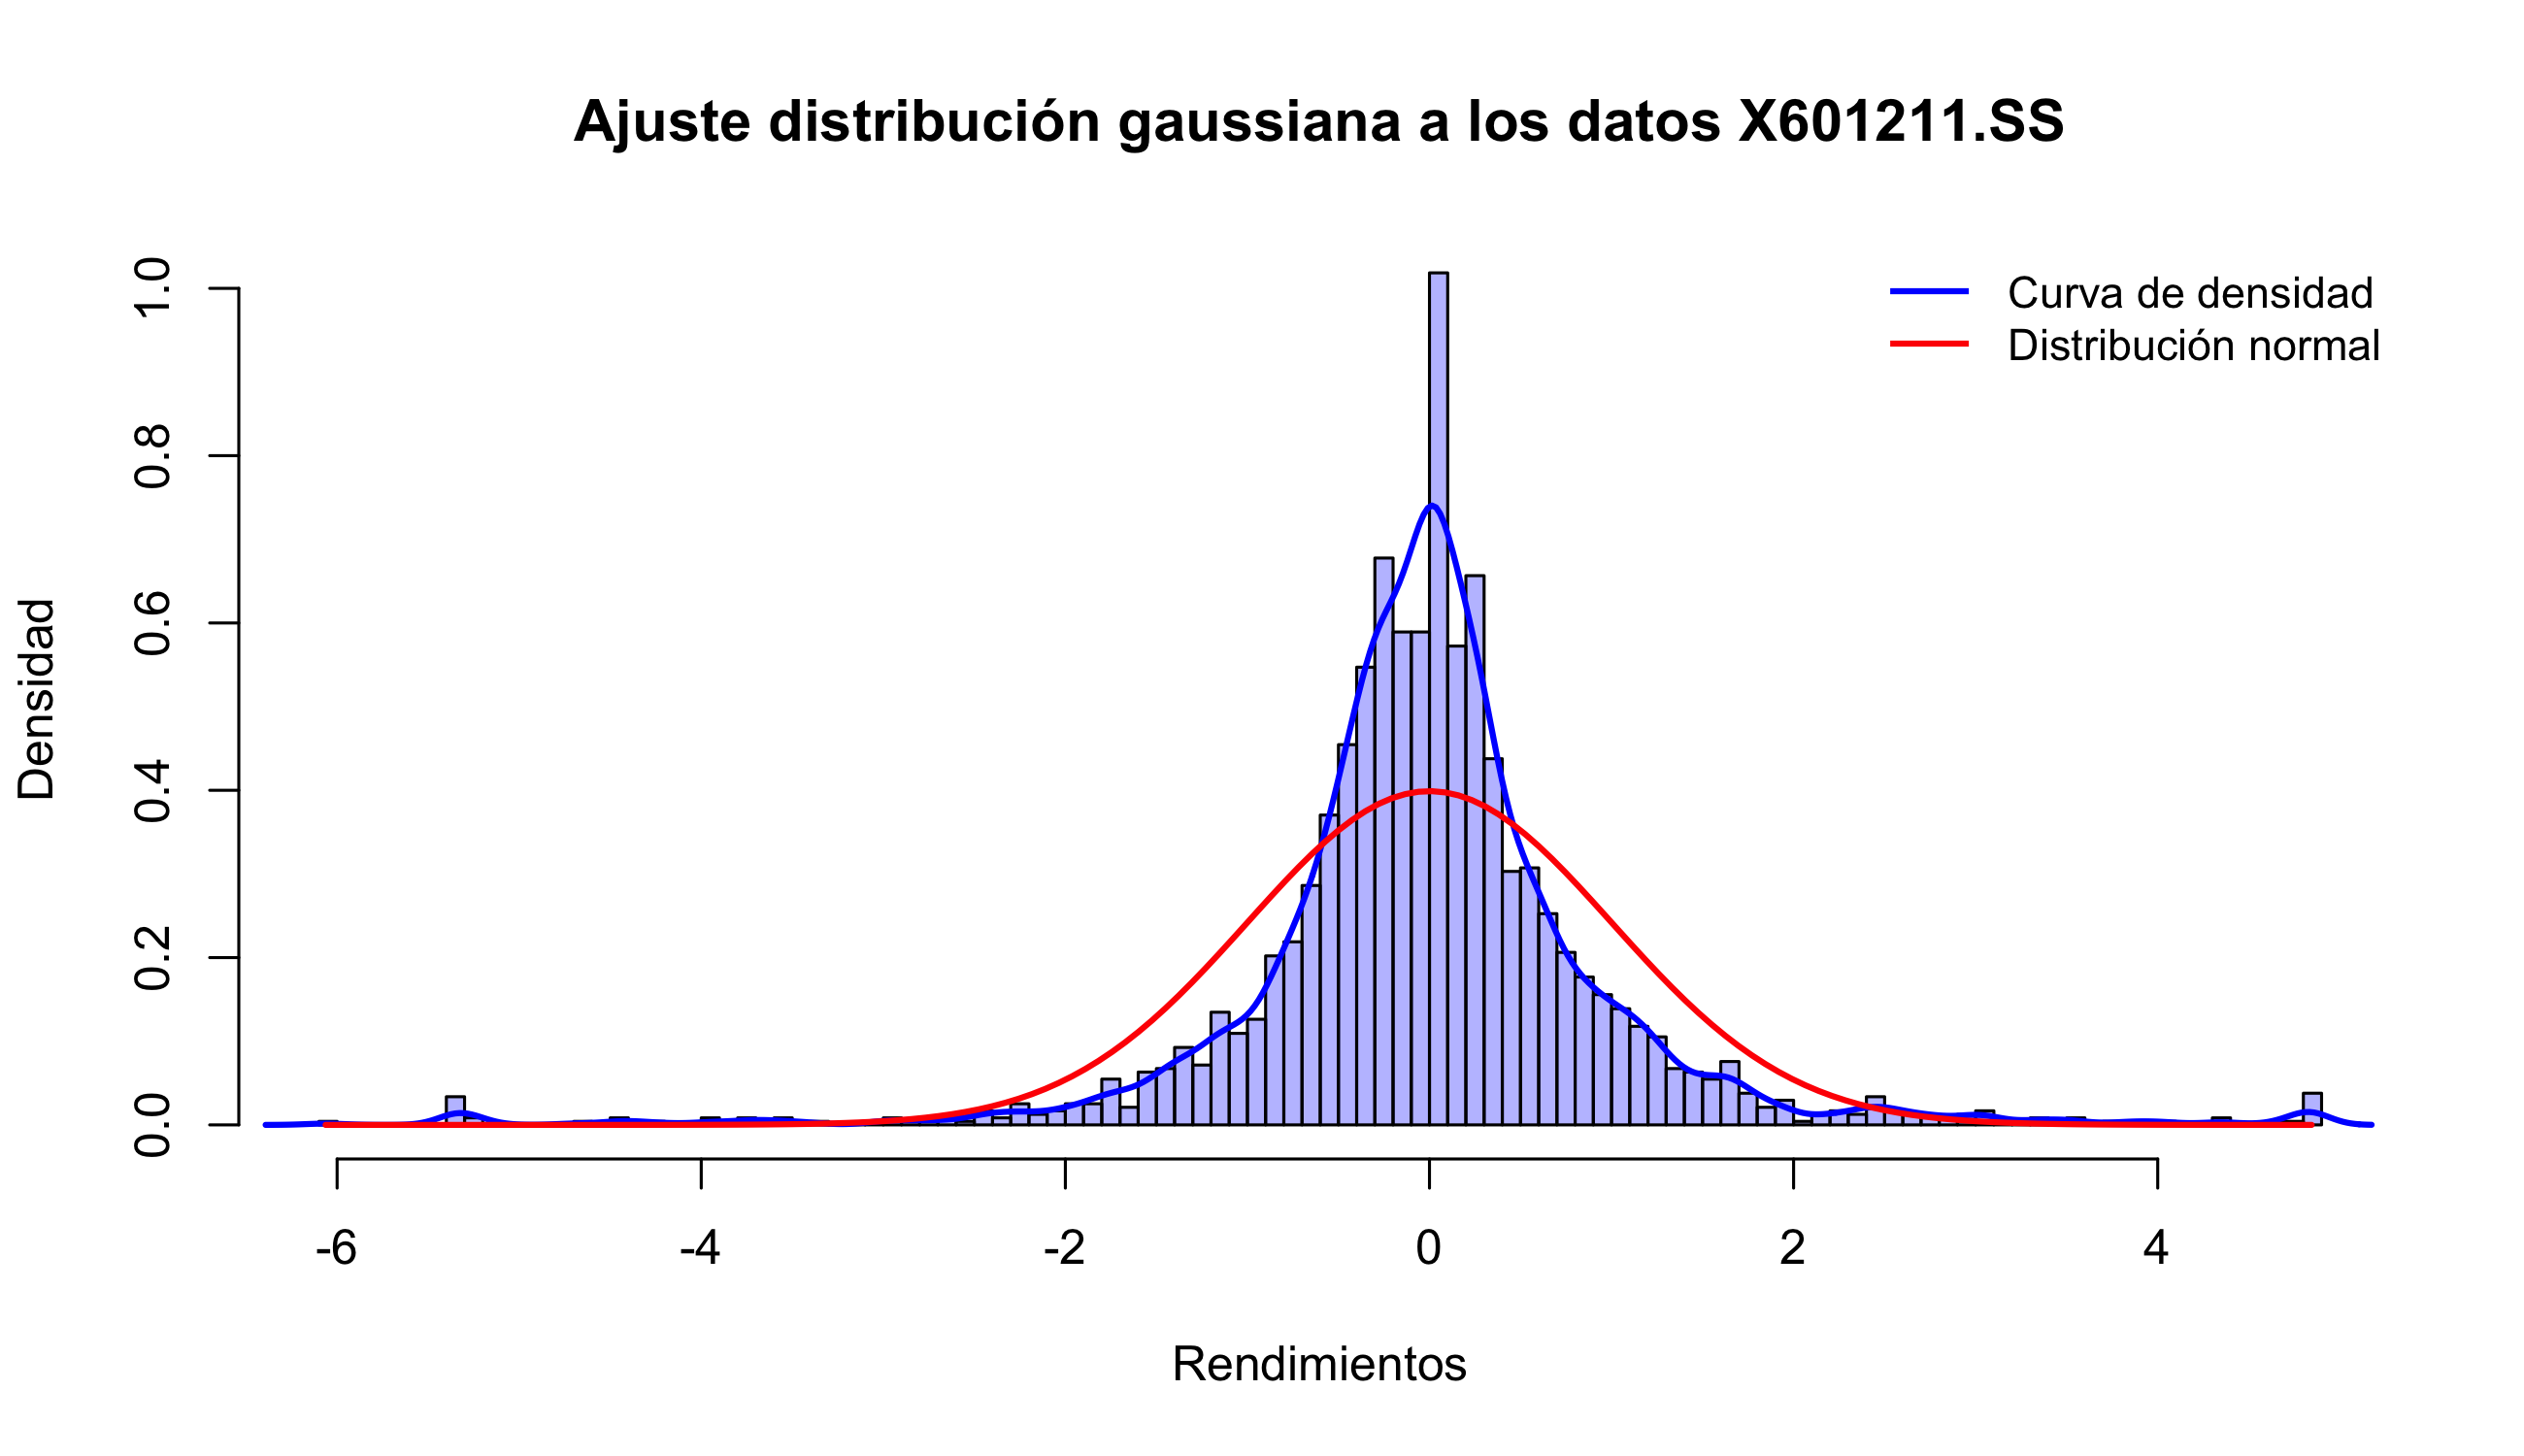 Ajuste distribución gaussiana a los datos X601211.SS
Curva de densidad
Distribución normal
Densidad
1.0
0.8
0.6
0.4
0.2
0.0
-6 -4 -2 0 2 4
Rendimientos